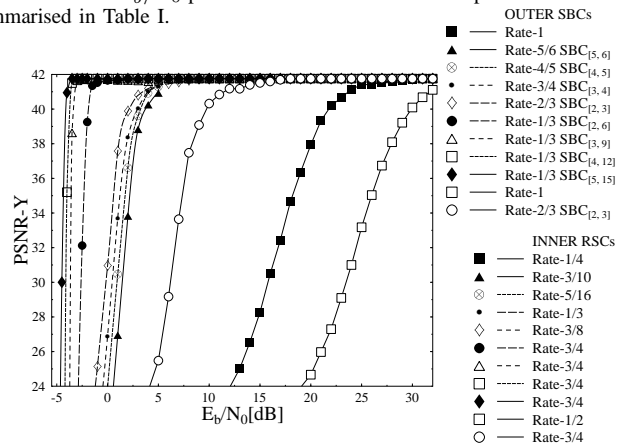 nmarised in Table I.
OUTER SBCs
Rate-1
Rate-5/6 SBC[5, 6]
Rate-4/5 SBC[4, 5]
Rate-3/4 SBC[3, 4]
Rate-2/3 SBC[2, 3]
Rate-1/3 SBC[2, 6]
Rate-1/3 SBC[3, 9]
Rate-1/3 SBC[4, 12]
Rate-1/3 SBC[5, 15]
Rate-1
Rate-2/3 SBC[2, 3]
INNER RSCs
Rate-1/4
Rate-3/10
Rate-5/16
Rate-1/3
Rate-3/8
Rate-3/4
Rate-3/4
Rate-3/4
Rate-3/4
Rate-1/2
Rate-3/4
PSNR-Y
42
40
38
36
34
32
30
28
26
24
-5 0 5 10 15 20 25 30
Eb/N0[dB]